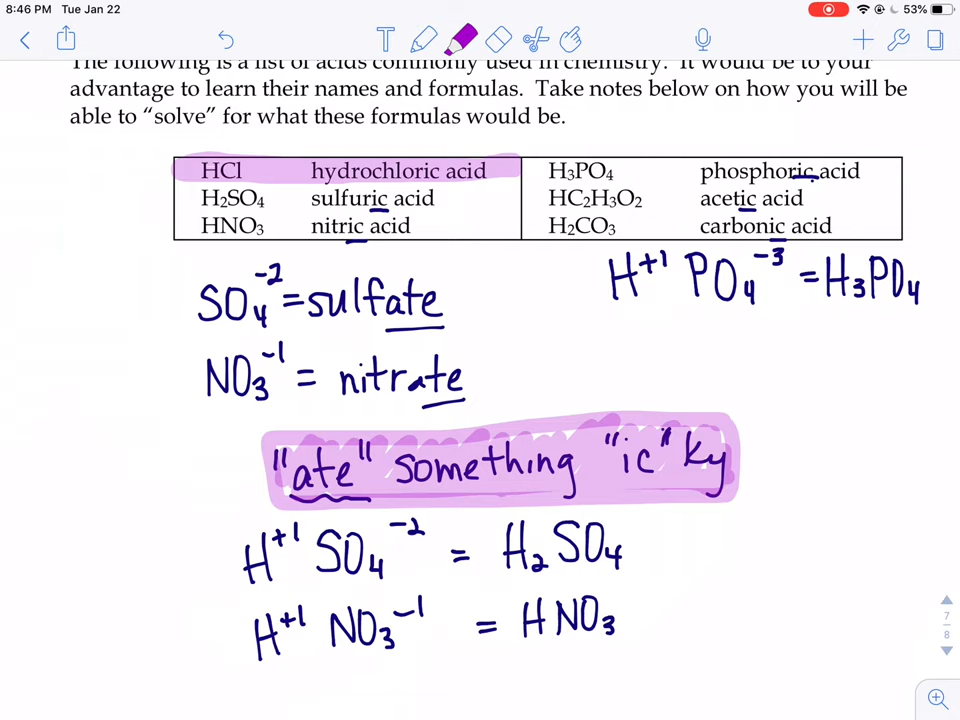 8:46 PM Tue Jan 22
53%
The following is a list of acids commonly used in chemistry. It would be to your
advantage to learn their names and formulas. Take notes below on how you will be
able to “solve” for what these formulas would be.
HCl hydrochloric acid H₃PO₄ phosphoric acid
H₂SO₄ sulfuric acid HC₂H₃O₂ acetic acid
HNO₃ nitric acid H₂CO₃ carbonic acid
H⁺¹ PO₄⁻³ = H₃PO₄
SO₄⁻² = sulfate
NO₃⁻¹ = nitrate
"ate" something "ic" ky
H⁺¹ SO₄⁻² = H₂SO₄
H⁺¹ NO₃⁻¹ = HNO₃
7
8